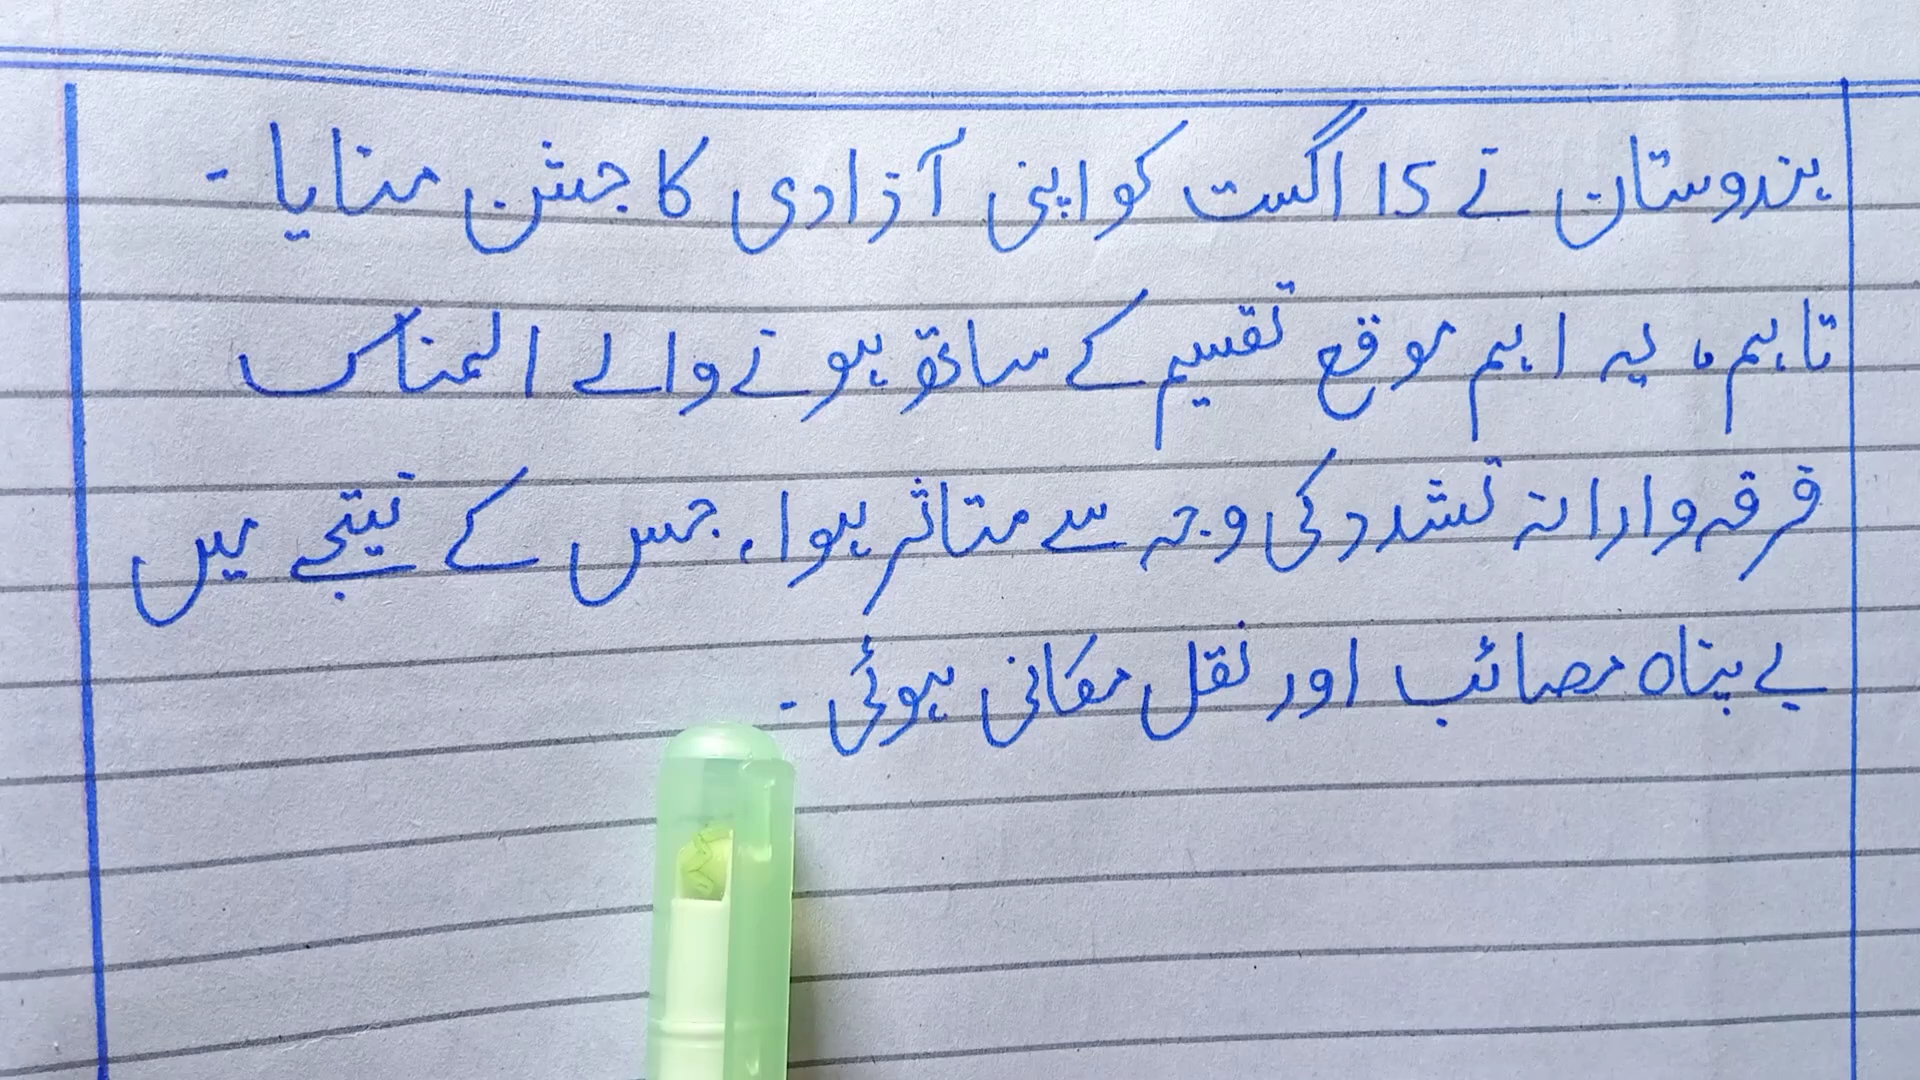 ہندوستان نے 15 اگست کو اپنی آزادی کا جشن منایا۔
تاہم، یہ اہم موقع تقسیم کے ساتھ ہونے والے المناک
فرقہ وارانہ تشدد کی وجہ سے متاثر ہوا، جس کے نتیجے میں
بے پناہ مصائب اور نقل مکانی ہوئی۔